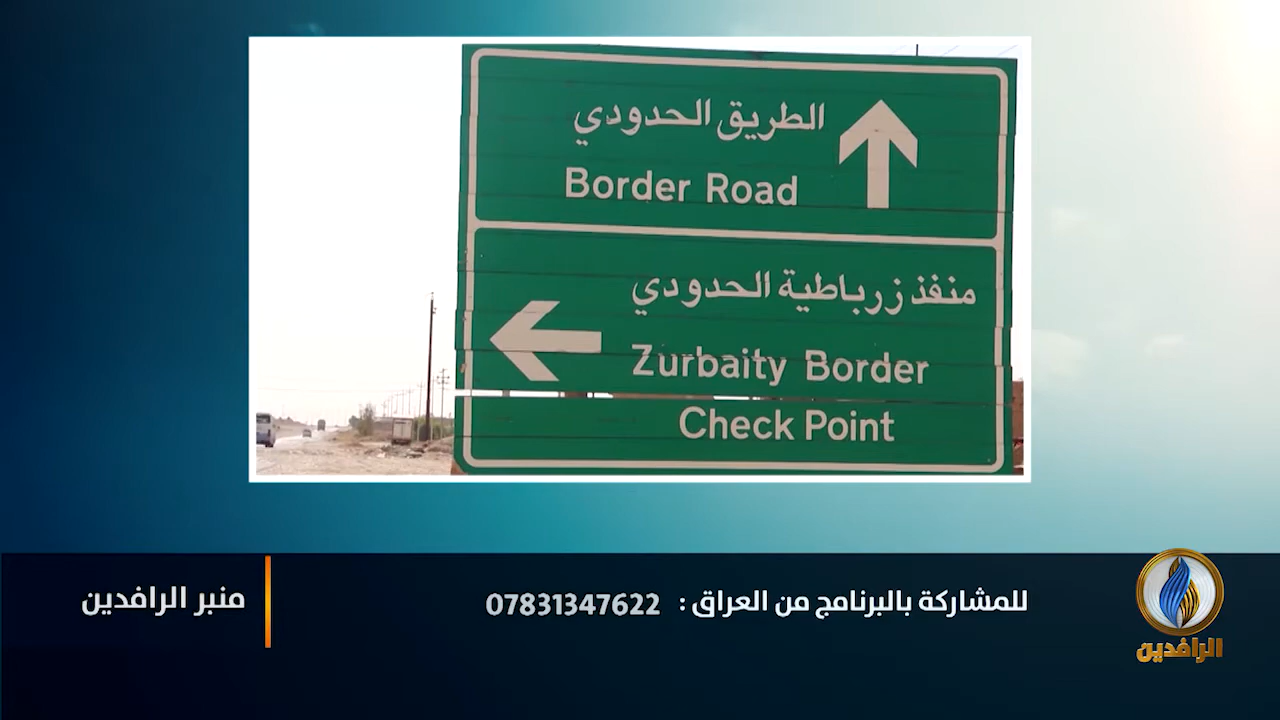 الطريق الحدودي
Border Road
منفذ زرباطية الحدودي
Zurbaity Border
Check Point
للمشاركة بالبرنامج من العراق : 07831347622
منبر الرافدين
الرافدين